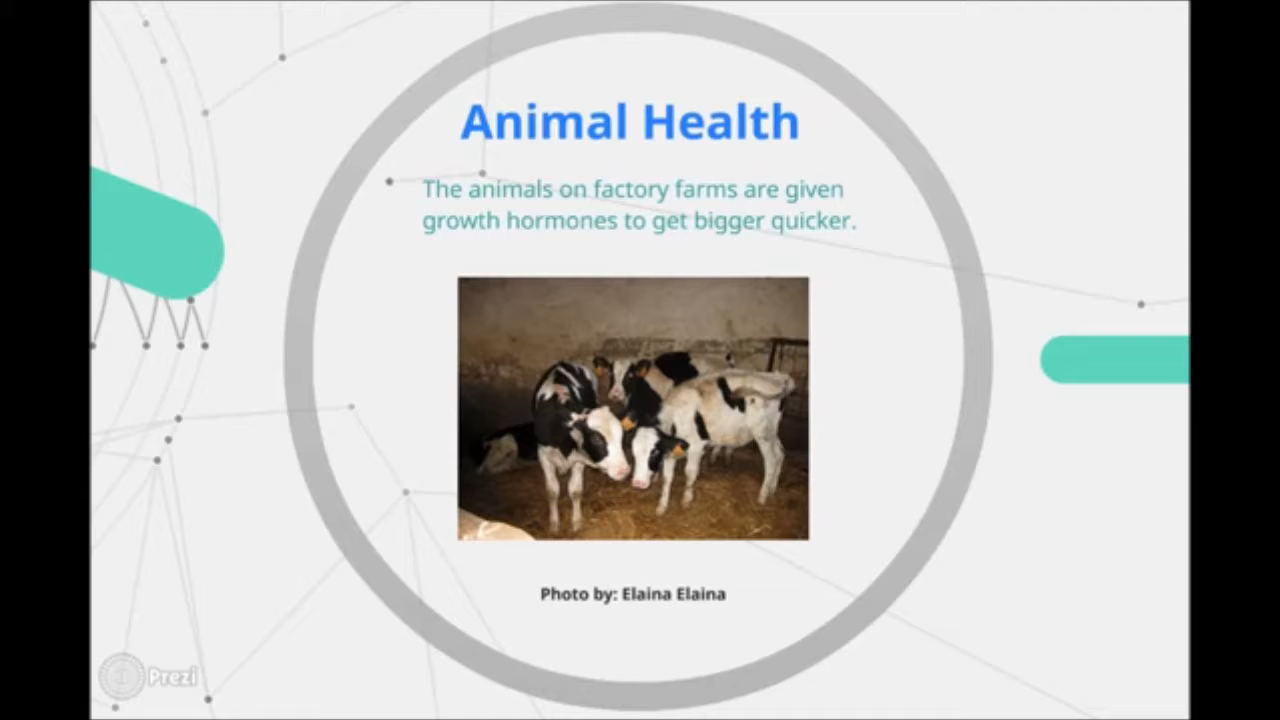 Animal Health
The animals on factory farms are given
growth hormones to get bigger quicker.
Photo by: Elaina Elaina
Prezi